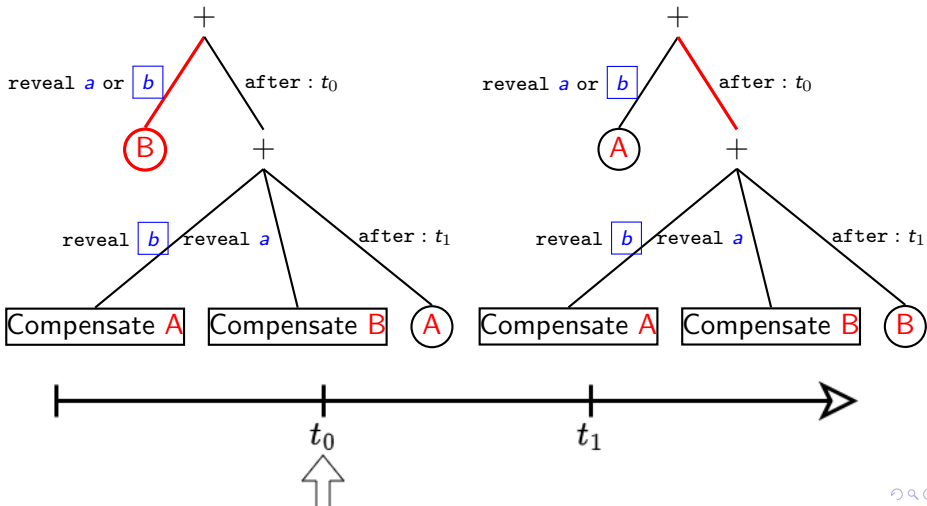 + +
reveal a or b after : t0 reveal a or b after : t0
B A
+ +
reveal b reveal a after : t1 reveal b reveal a after : t1
Compensate A Compensate B A Compensate A Compensate B B
t0 t1